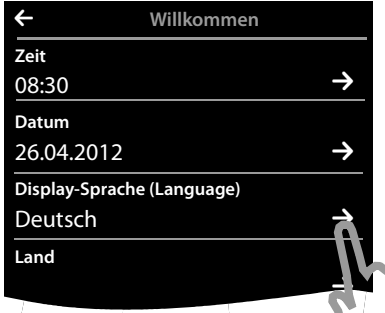 Willkommen
Zeit
08:30
Datum
26.04.2012
Display-Sprache (Language)
Deutsch
Land